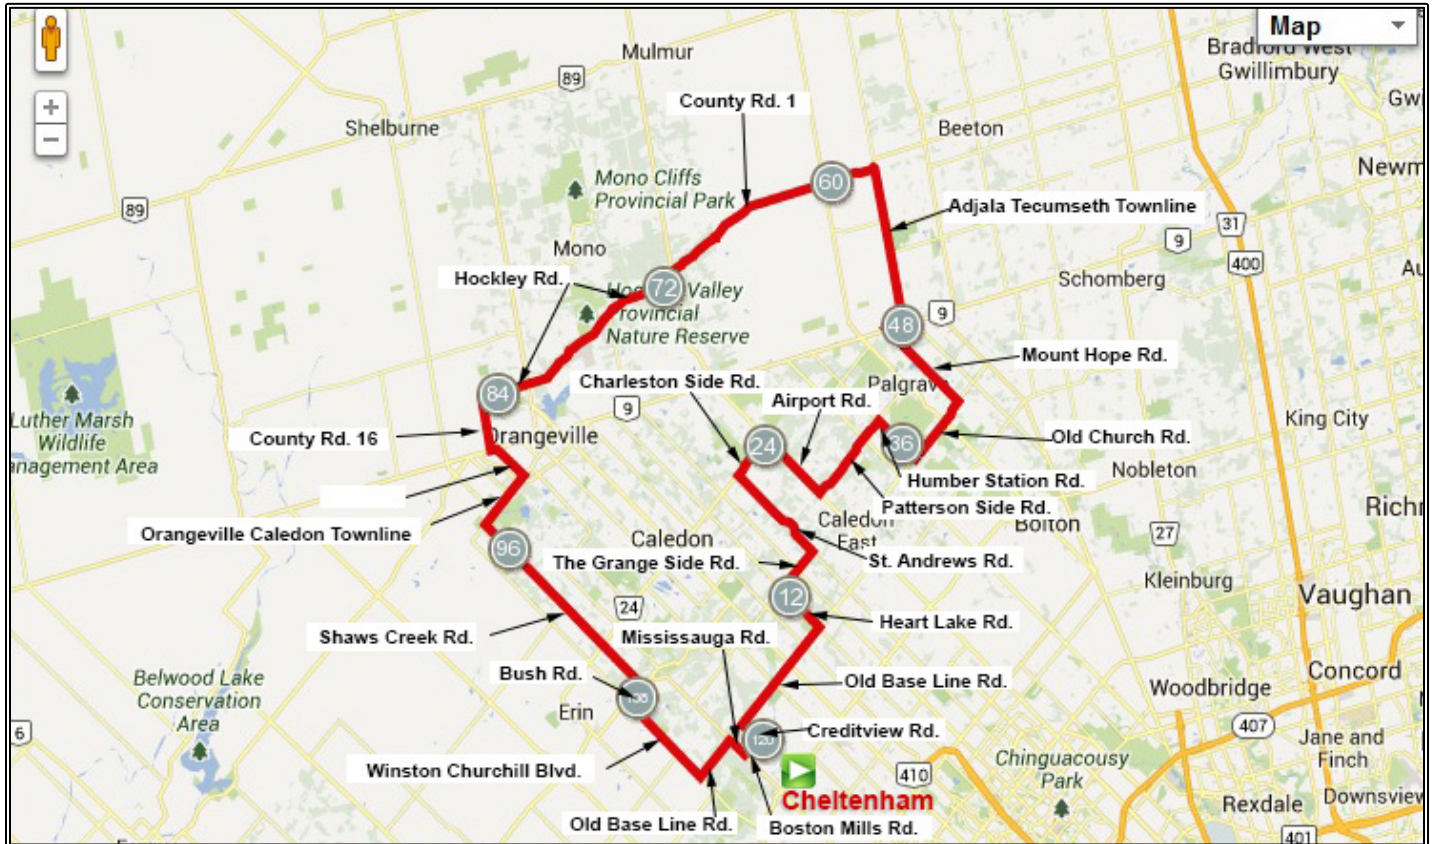 Map
Mulmur
Bradford West
Gwillimbury
89
County Rd. 1
Shelburne
Beeton
Newm
Mono Cliffs
Provincial Park
60
89
Adjala Tecumseth Townline
31
9
400
Mono
Hockley Rd.
72
Valley
Provincial
Nature Reserve
Schomberg
48
9
Mount Hope Rd.
84
Charleston Side Rd.
Palgrave
Airport Rd.
9
Luther Marsh
Wildlife
anagement Area
County Rd. 16
Orangeville
King City
24
36
Old Church Rd.
Nobleton
Humber Station Rd.
Patterson Side Rd.
Bolton
Richr
Orangeville Caledon Townline
Caledon
East
27
96
Caledon
The Grange Side Rd.
St. Andrews Rd.
Kleinburg
12
Vaughan
24
Heart Lake Rd.
Shaws Creek Rd.
Mississauga Rd.
Bush Rd.
Old Base Line Rd.
Belwood Lake
Conservation
Area
Concord
Woodbridge
6
Erin
120
Creditview Rd.
407
Jane and
Finch
Winston Churchill Blvd.
410
Chinguacousy
Park
Cheltenham
Rexdale
Downsview
Old Base Line Rd.
Boston Mills Rd.
401